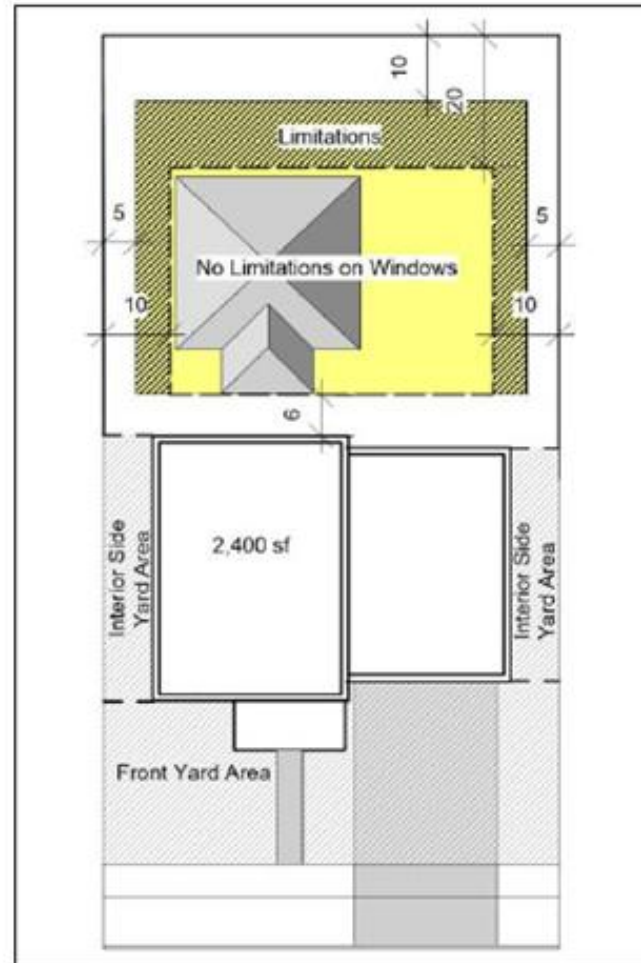 10
20
Limitations
5
5
No Limitations on Windows
10
10
6
2,400 sf
Interior Side
Yard Area
Interior Side
Yard Area
Front Yard Area